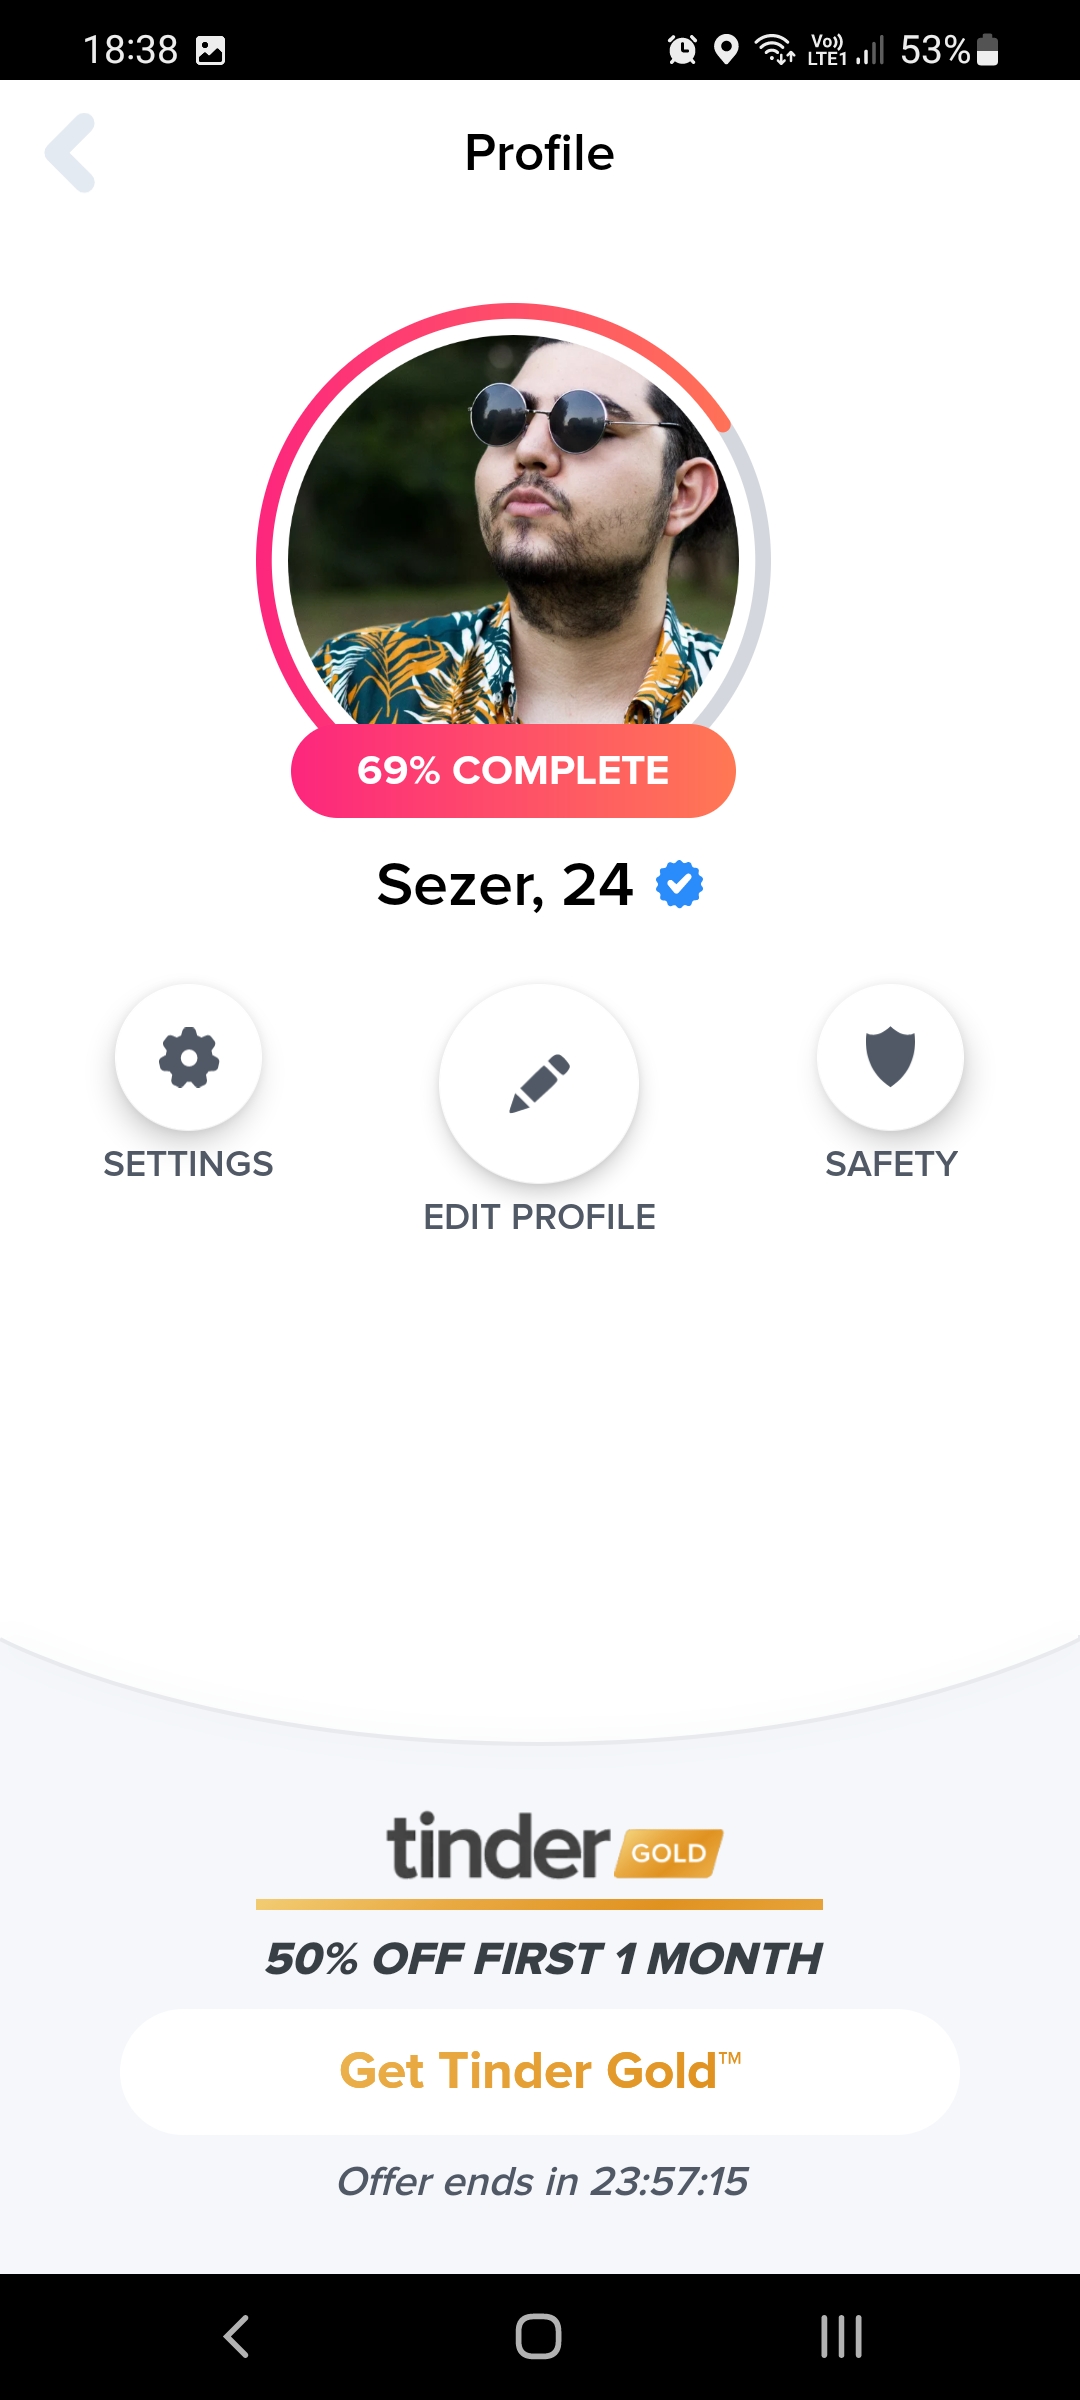 18:38
Vo)) LTE1 53%
Profile
69% COMPLETE
Sezer, 24
SETTINGS
SAFETY
EDIT PROFILE
tinder GOLD
50% OFF FIRST 1 MONTH
Get Tinder Gold™
Offer ends in 23:57:15